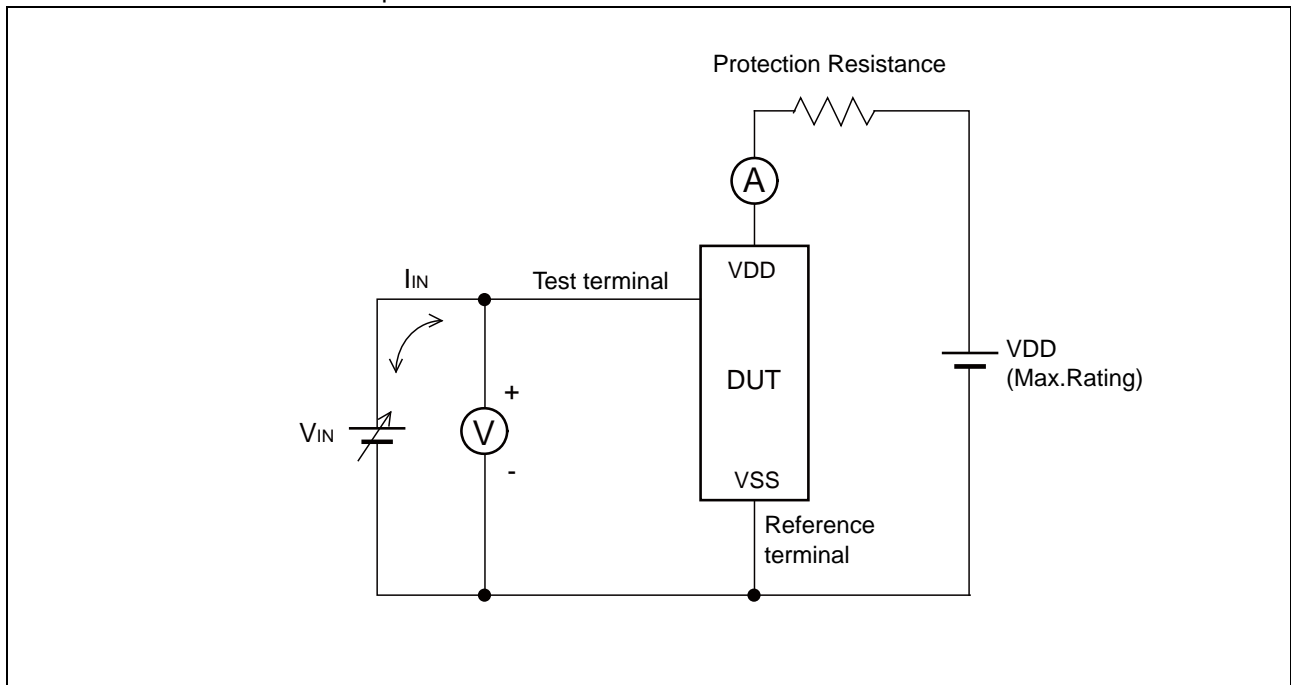 Protection Resistance
A
IIN
Test terminal
VDD
VDD
(Max.Rating)
DUT
+
VIN
V
-
VSS
Reference
terminal